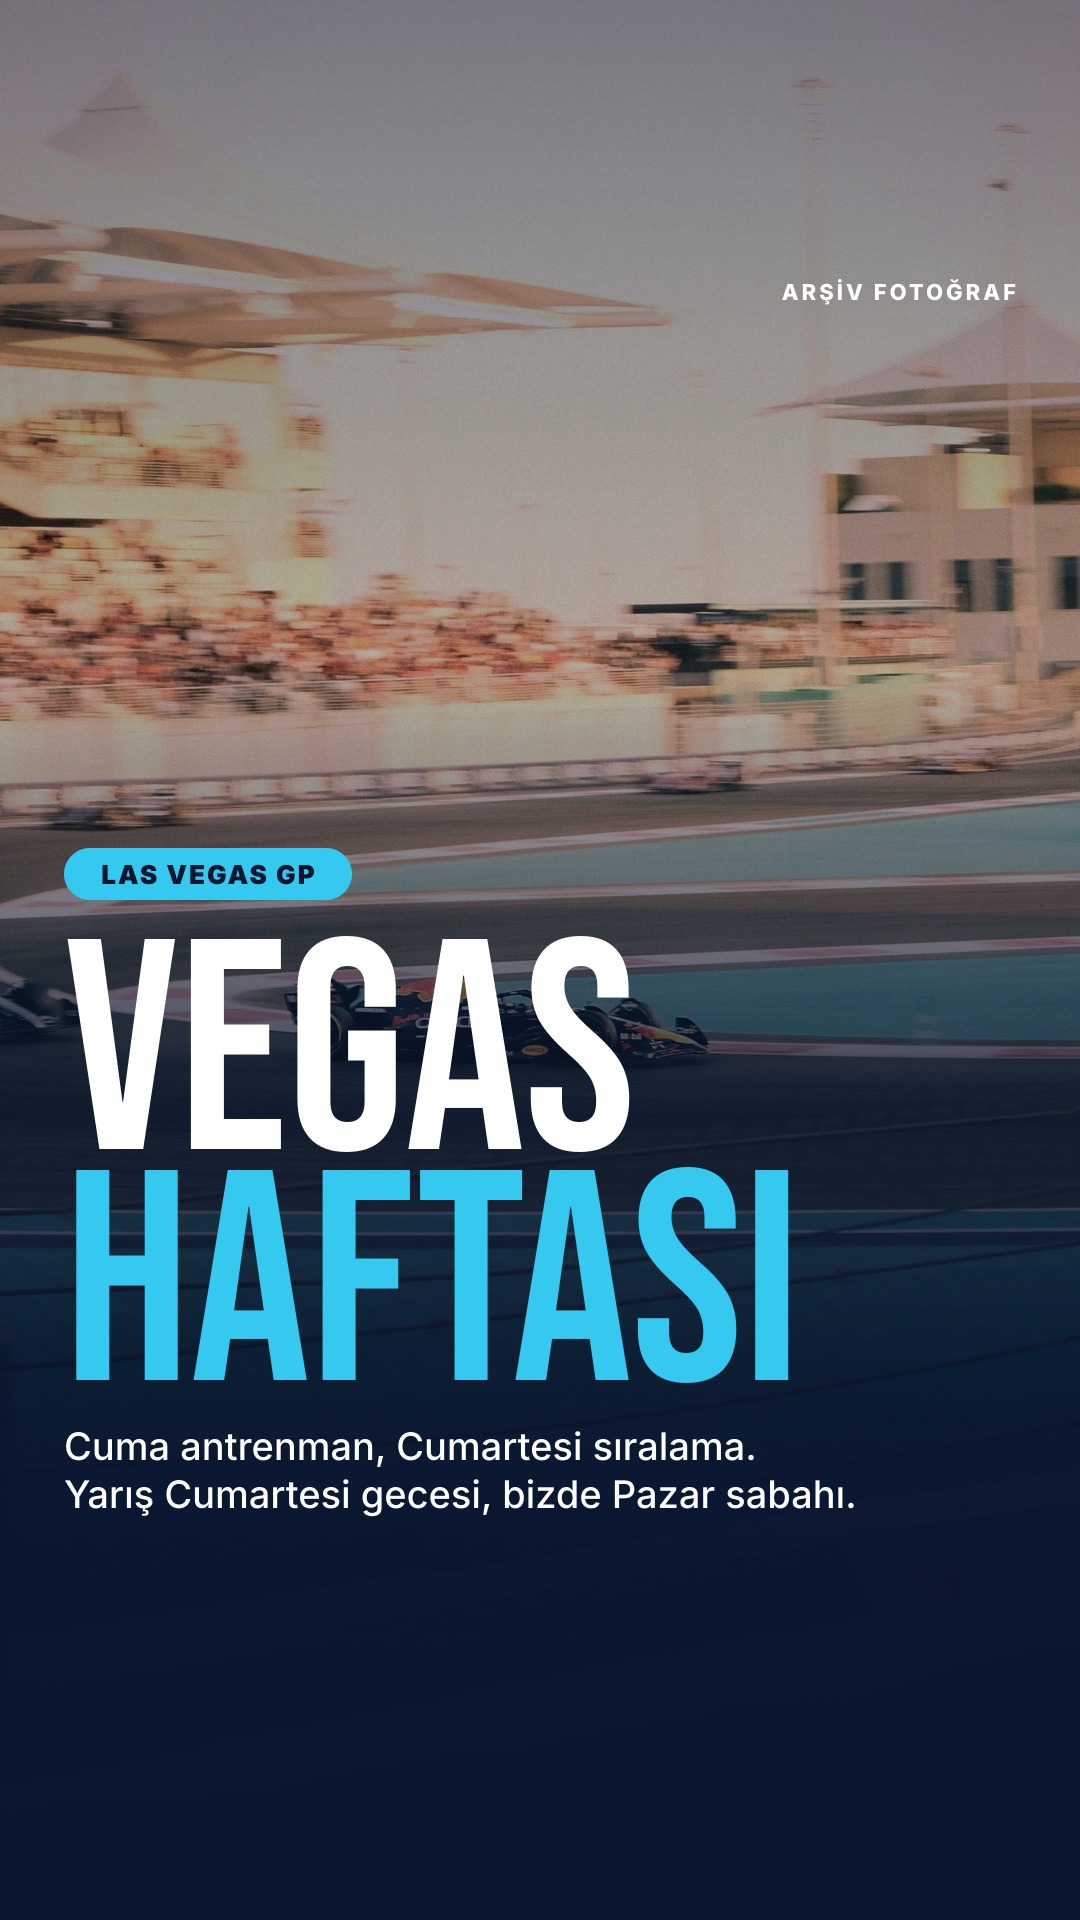 ARŞİV FOTOĞRAF
LAS VEGAS GP
VEGAS
HAFTASI
Cuma antrenman, Cumartesi sıralama.
Yarış Cumartesi gecesi, bizde Pazar sabahı.